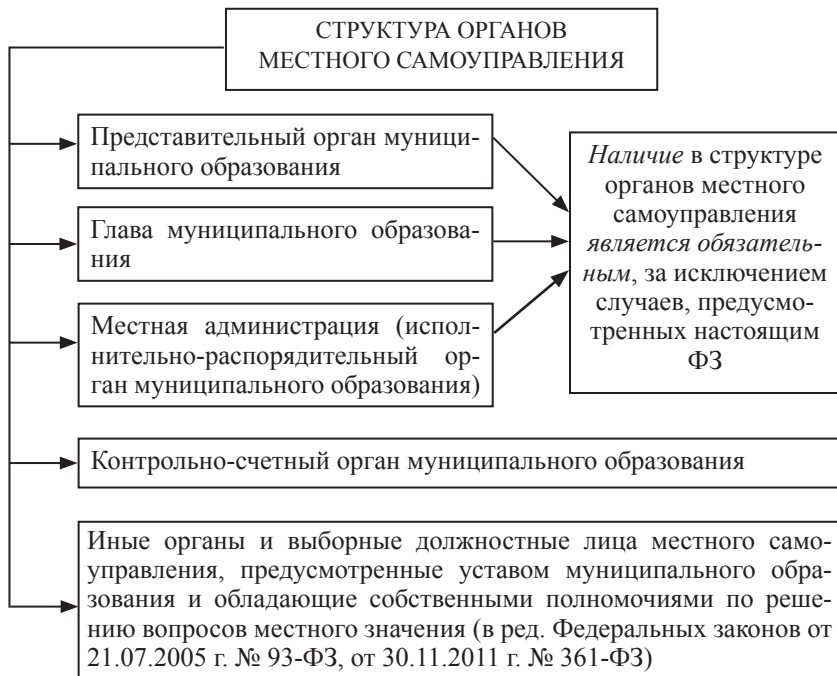 СТРУКТУРА ОРГАНОВ
МЕСТНОГО САМОУПРАВЛЕНИЯ
Представительный орган муници-
пального образования
Глава муниципального образова-
ния
Местная администрация (испол-
нительно-распорядительный ор-
ган муниципального образования)
Наличие в структуре
органов местного
самоуправления
является обязатель-
ным, за исключением
случаев, предусмо-
тренных настоящим
ФЗ
Контрольно-счетный орган муниципального образования
Иные органы и выборные должностные лица местного само-
управления, предусмотренные уставом муниципального обра-
зования и обладающие собственными полномочиями по реше-
нию вопросов местного значения (в ред. Федеральных законов от
21.07.2005 г. № 93-ФЗ, от 30.11.2011 г. № 361-ФЗ)